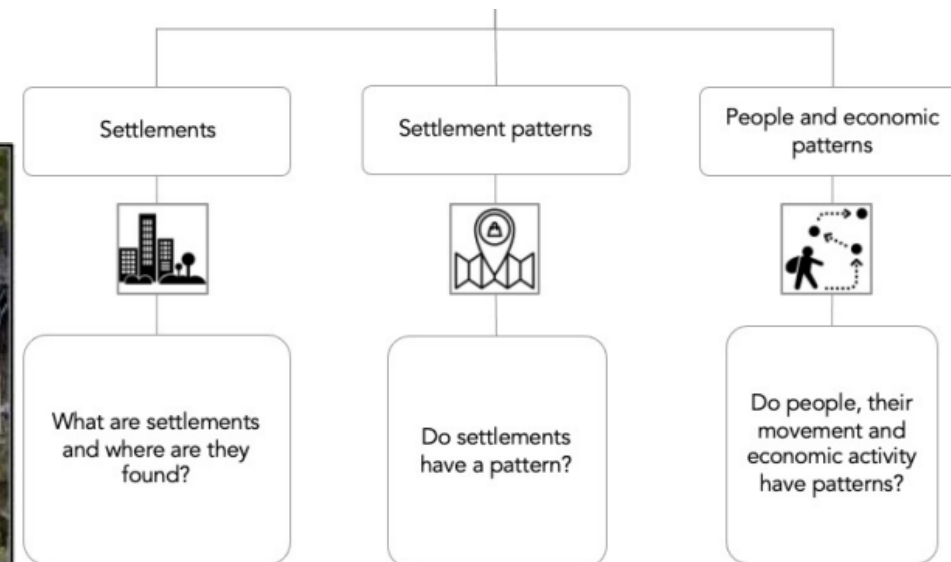 Settlements
Settlement patterns
People and economic
patterns
What are settlements
and where are they
found?
Do settlements
have a pattern?
Do people, their
movement and
economic activity
have patterns?